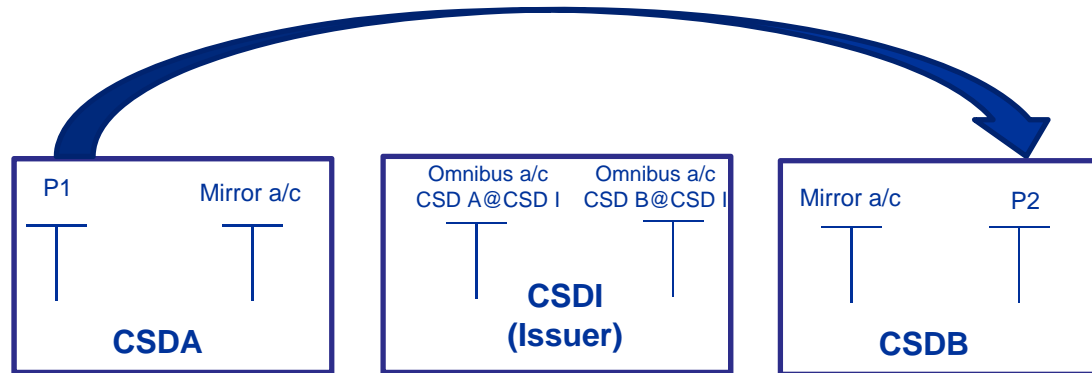 P1
Mirror a/c
CSDA
Omnibus a/c
CSD A@CSD I
Omnibus a/c
CSD B@CSD I
CSDI
(Issuer)
Mirror a/c
P2
CSDB